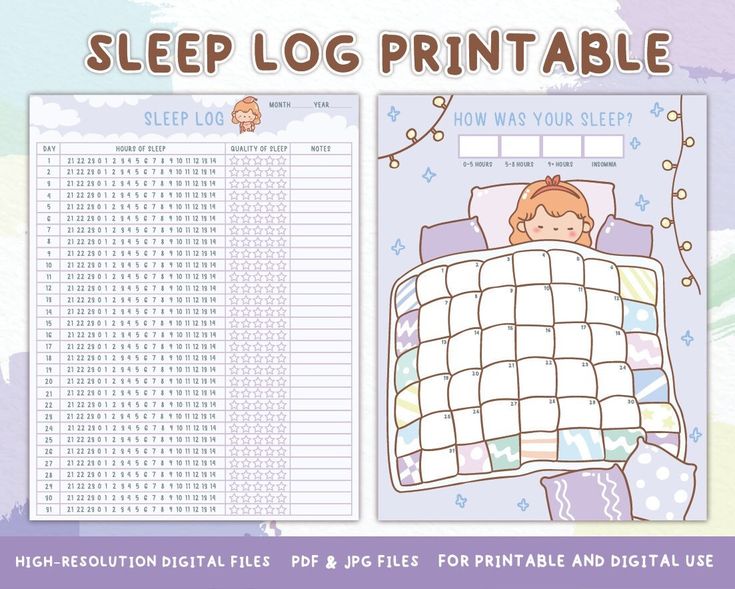 SLEEP LOG PRINTABLE
SLEEP LOG
MONTH YEAR
DAY HOURS OF SLEEP QUALITY OF SLEEP NOTES
1 21 22 23 0 1 2 3 4 5 6 7 8 9 10 11 12 13 14
2 21 22 23 0 1 2 3 4 5 6 7 8 9 10 11 12 13 14
3 21 22 23 0 1 2 3 4 5 6 7 8 9 10 11 12 13 14
4 21 22 23 0 1 2 3 4 5 6 7 8 9 10 11 12 13 14
5 21 22 23 0 1 2 3 4 5 6 7 8 9 10 11 12 13 14
6 21 22 23 0 1 2 3 4 5 6 7 8 9 10 11 12 13 14
7 21 22 23 0 1 2 3 4 5 6 7 8 9 10 11 12 13 14
8 21 22 23 0 1 2 3 4 5 6 7 8 9 10 11 12 13 14
9 21 22 23 0 1 2 3 4 5 6 7 8 9 10 11 12 13 14
10 21 22 23 0 1 2 3 4 5 6 7 8 9 10 11 12 13 14
11 21 22 23 0 1 2 3 4 5 6 7 8 9 10 11 12 13 14
12 21 22 23 0 1 2 3 4 5 6 7 8 9 10 11 12 13 14
13 21 22 23 0 1 2 3 4 5 6 7 8 9 10 11 12 13 14
14 21 22 23 0 1 2 3 4 5 6 7 8 9 10 11 12 13 14
15 21 22 23 0 1 2 3 4 5 6 7 8 9 10 11 12 13 14
16 21 22 23 0 1 2 3 4 5 6 7 8 9 10 11 12 13 14
17 21 22 23 0 1 2 3 4 5 6 7 8 9 10 11 12 13 14
18 21 22 23 0 1 2 3 4 5 6 7 8 9 10 11 12 13 14
19 21 22 23 0 1 2 3 4 5 6 7 8 9 10 11 12 13 14
20 21 22 23 0 1 2 3 4 5 6 7 8 9 10 11 12 13 14
21 21 22 23 0 1 2 3 4 5 6 7 8 9 10 11 12 13 14
22 21 22 23 0 1 2 3 4 5 6 7 8 9 10 11 12 13 14
23 21 22 23 0 1 2 3 4 5 6 7 8 9 10 11 12 13 14
24 21 22 23 0 1 2 3 4 5 6 7 8 9 10 11 12 13 14
25 21 22 23 0 1 2 3 4 5 6 7 8 9 10 11 12 13 14
26 21 22 23 0 1 2 3 4 5 6 7 8 9 10 11 12 13 14
27 21 22 23 0 1 2 3 4 5 6 7 8 9 10 11 12 13 14
28 21 22 23 0 1 2 3 4 5 6 7 8 9 10 11 12 13 14
29 21 22 23 0 1 2 3 4 5 6 7 8 9 10 11 12 13 14
30 21 22 23 0 1 2 3 4 5 6 7 8 9 10 11 12 13 14
31 21 22 23 0 1 2 3 4 5 6 7 8 9 10 11 12 13 14
HOW WAS YOUR SLEEP?
0-5 HOURS 5-8 HOURS 9+ HOURS INSOMNIA
HIGH-RESOLUTION DIGITAL FILES PDF & JPG FILES FOR PRINTABLE AND DIGITAL USE